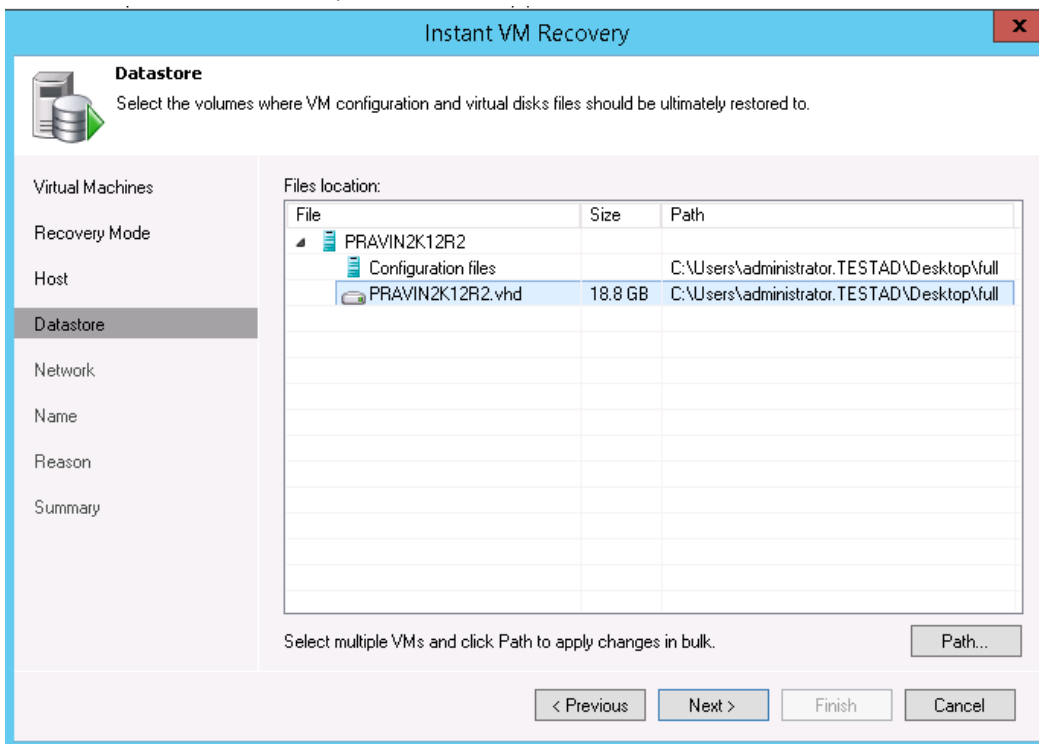 Instant VM Recovery
x
Datastore
Select the volumes where VM configuration and virtual disks files should be ultimately restored to.
Virtual Machines
Recovery Mode
Host
Datastore
Network
Name
Reason
Summary
Files location:
File Size Path
PRAVIN2K12R2
Configuration files C:\Users\administrator.TESTAD\Desktop\full
PRAVIN2K12R2.vhd 18.8 GB C:\Users\administrator.TESTAD\Desktop\full
Select multiple VMs and click Path to apply changes in bulk.
Path...
< Previous Next > Finish Cancel